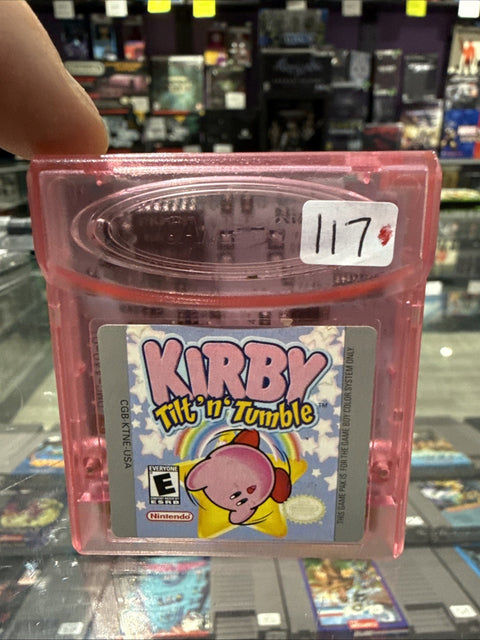 117
KIRBY
Tilt 'n' Tumble
TM
CGB-KTNE-USA
EVERYONE
E
ESRB
Nintendo
THIS GAME PAK IS FOR THE GAME BOY COLOR SYSTEM ONLY.